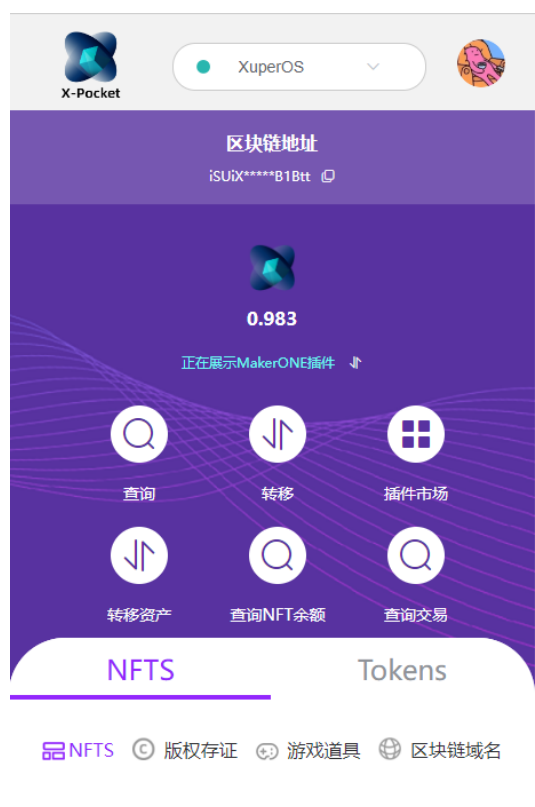 X-Pocket
XuperOS
区块链地址
iSUiX*****B1Btt
0.983
正在展示MakerONE插件
查询 转移 插件市场
转移资产 查询NFT余额 查询交易
NFTS Tokens
NFTS © 版权存证 游戏道具 区块链域名